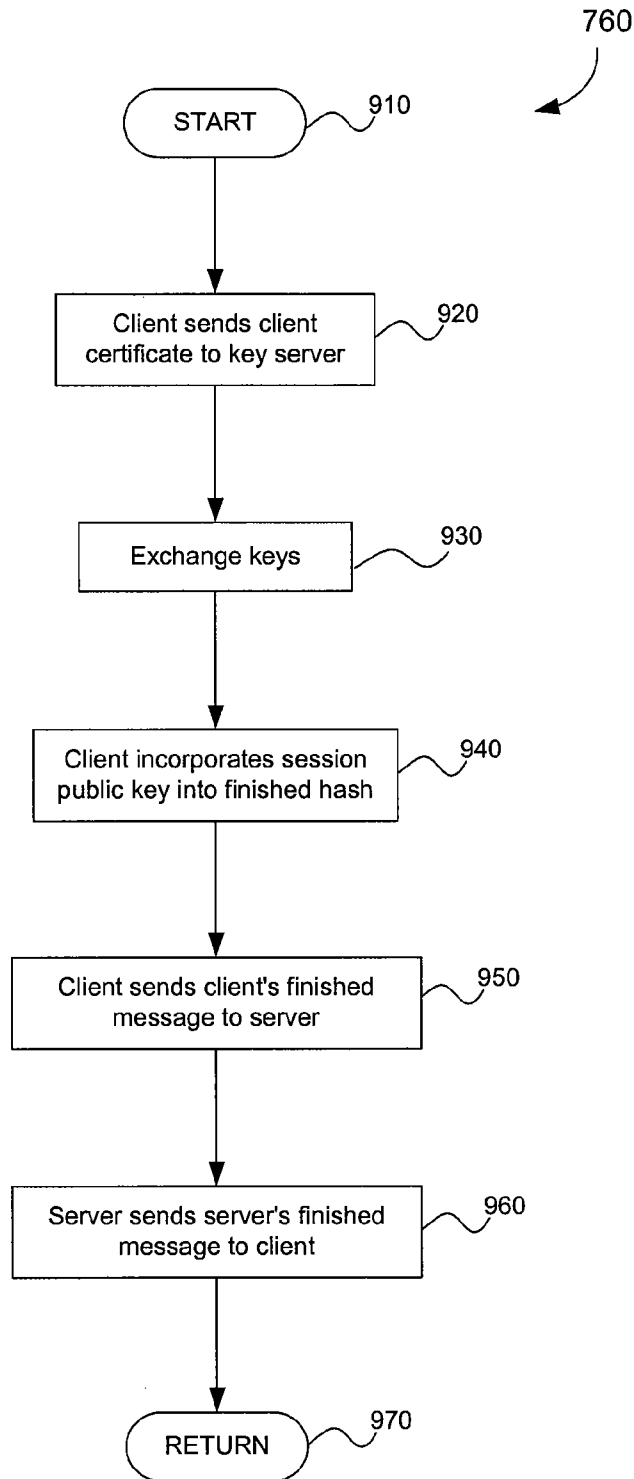 760
START
910
Client sends client
certificate to key server
920
Exchange keys
930
Client incorporates session
public key into finished hash
940
Client sends client's finished
message to server
950
Server sends server's finished
message to client
960
RETURN
970